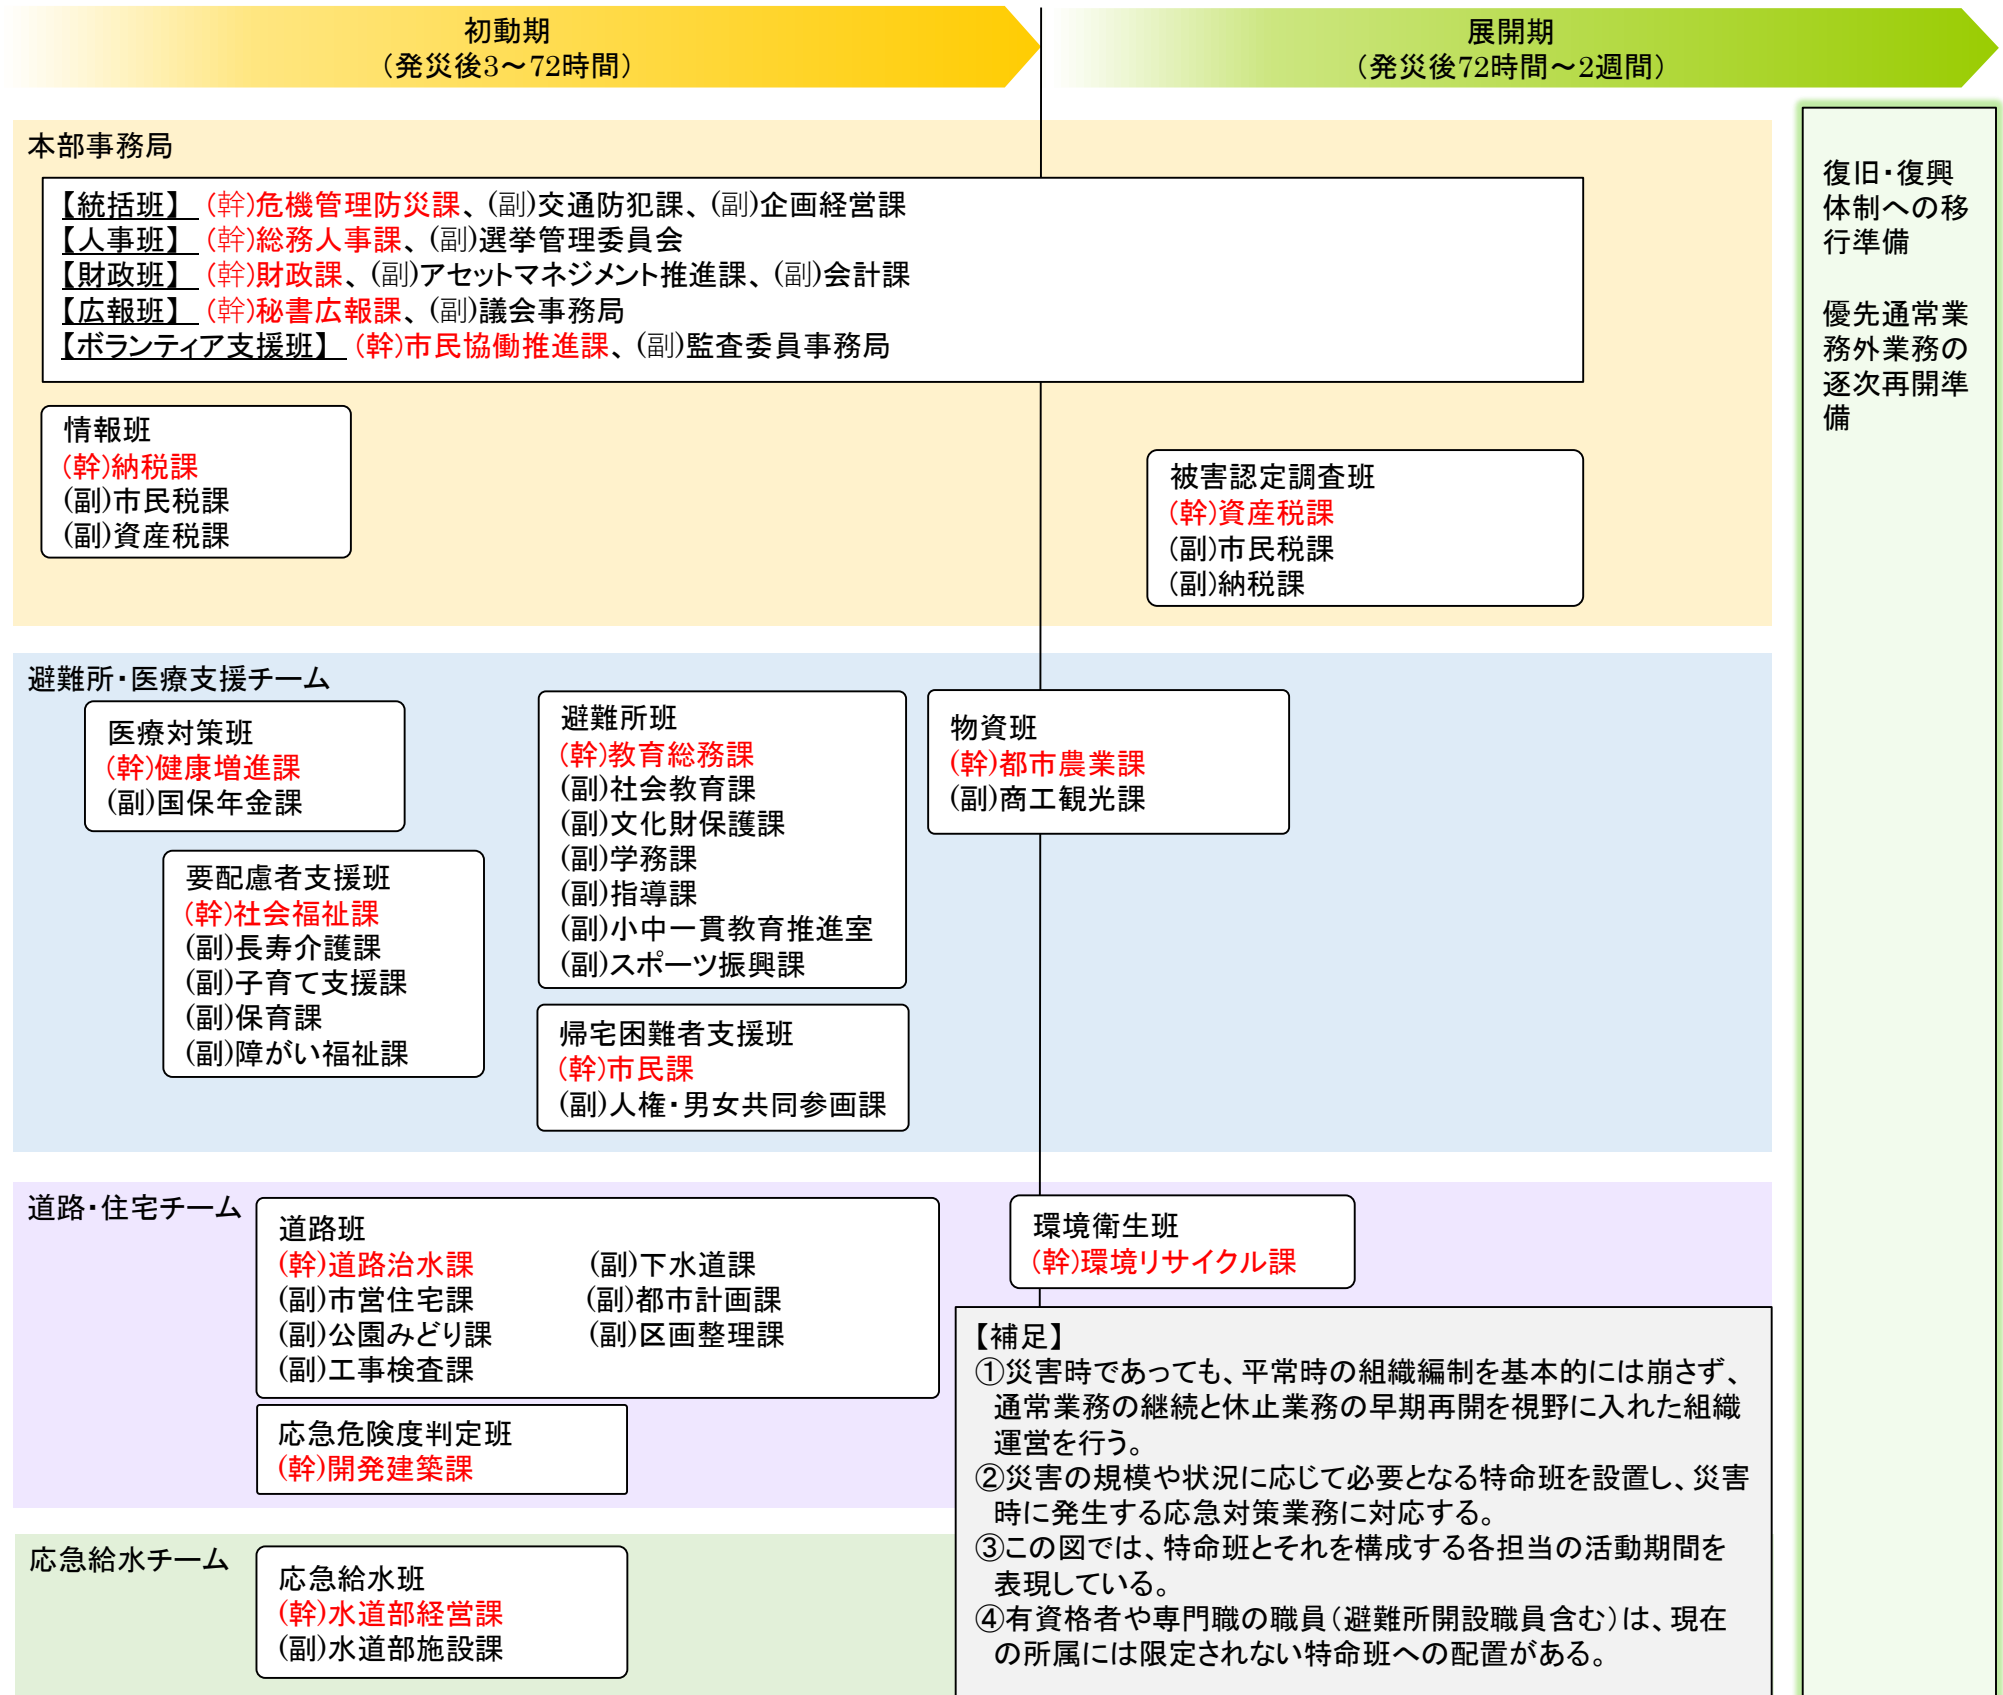 初動期
（発災後3～72時間）
展開期
（発災後72時間～2週間）
本部事務局
【統括班】 (幹)危機管理防災課、(副)交通防犯課、(副)企画経営課
【人事班】 (幹)総務人事課、(副)選挙管理委員会
【財政班】 (幹)財政課、(副)アセットマネジメント推進課、(副)会計課
【広報班】 (幹)秘書広報課、(副)議会事務局
【ボランティア支援班】 (幹)市民協働推進課、(副)監査委員事務局
情報班
(幹)納税課
(副)市民税課
(副)資産税課
被害認定調査班
(幹)資産税課
(副)市民税課
(副)納税課
復旧・復興
体制への移
行準備
優先通常業
務外業務の
逐次再開準
備
避難所・医療支援チーム
医療対策班
(幹)健康増進課
(副)国保年金課
要配慮者支援班
(幹)社会福祉課
(副)長寿介護課
(副)子育て支援課
(副)保育課
(副)障がい福祉課
避難所班
(幹)教育総務課
(副)社会教育課
(副)文化財保護課
(副)学務課
(副)指導課
(副)小中一貫教育推進室
(副)スポーツ振興課
帰宅困難者支援班
(幹)市民課
(副)人権・男女共同参画課
物資班
(幹)都市農業課
(副)商工観光課
道路・住宅チーム
道路班
(幹)道路治水課 (副)下水道課
(副)市営住宅課 (副)都市計画課
(副)公園みどり課 (副)区画整理課
(副)工事検査課
応急危険度判定班
(幹)開発建築課
環境衛生班
(幹)環境リサイクル課
応急給水チーム
応急給水班
(幹)水道部経営課
(副)水道部施設課
【補足】
①災害時であっても、平常時の組織編制を基本的には崩さず、
通常業務の継続と休止業務の早期再開を視野に入れた組織
運営を行う。
②災害の規模や状況に応じて必要となる特命班を設置し、災害
時に発生する応急対策業務に対応する。
③この図では、特命班とそれを構成する各担当の活動期間を
表現している。
④有資格者や専門職の職員（避難所開設職員含む）は、現在
の所属には限定されない特命班への配置がある。